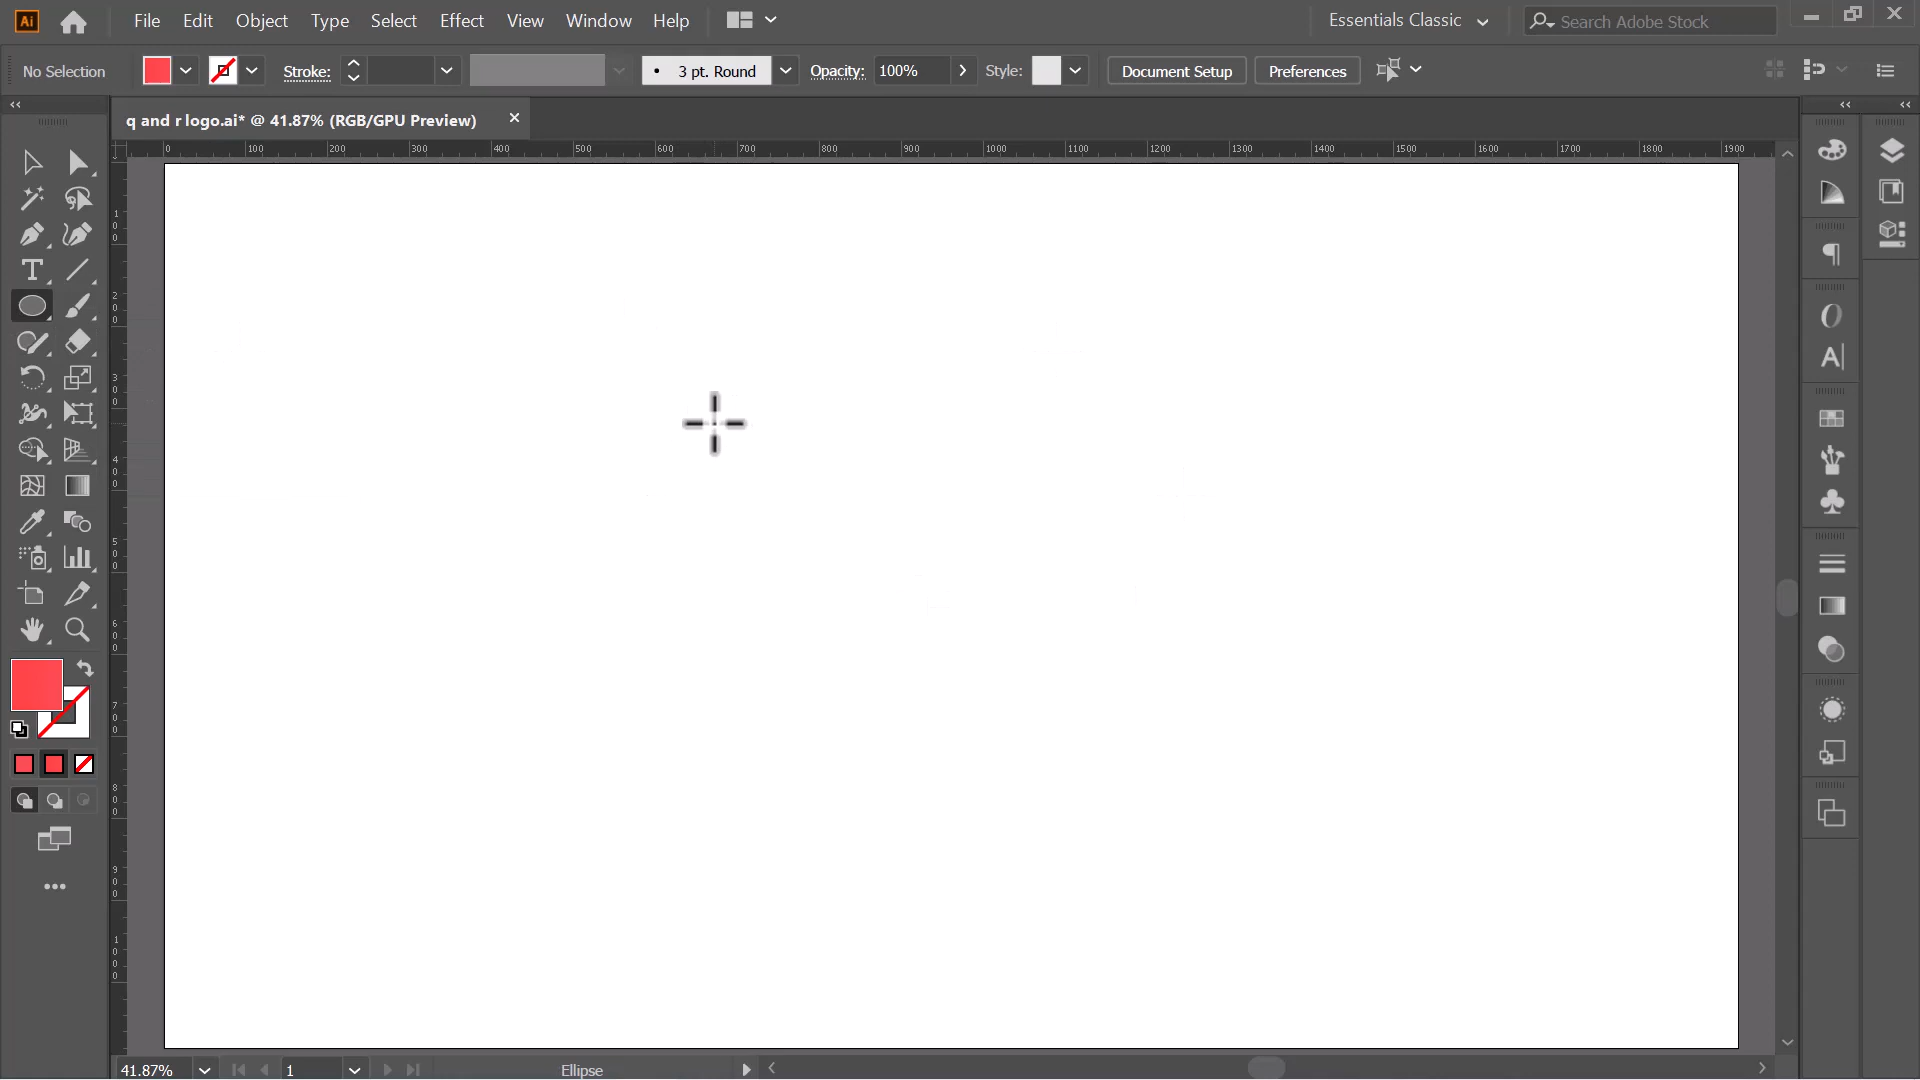 Ai File Edit Object Type Select Effect View Window Help Essentials Classic Search Adobe Stock
No Selection Stroke: 3 pt. Round Opacity: 100% Style: Document Setup Preferences
q and r logo.ai* @ 41.87% (RGB/GPU Preview)
0 100 200 300 400 500 600 700 800 900 1000 1100 1200 1300 1400 1500 1600 1700 1800 1900
100
200
300
400
500
600
700
800
900
1000
41.87% 1 Ellipse